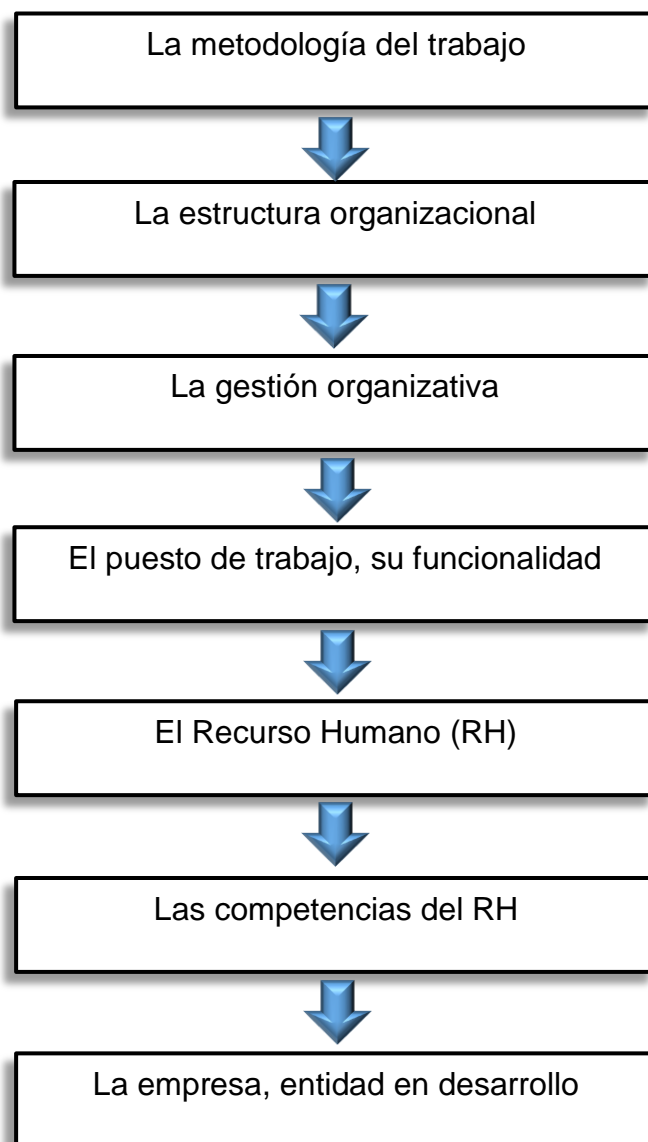 La metodología del trabajo
La estructura organizacional
La gestión organizativa
El puesto de trabajo, su funcionalidad
El Recurso Humano (RH)
Las competencias del RH
La empresa, entidad en desarrollo